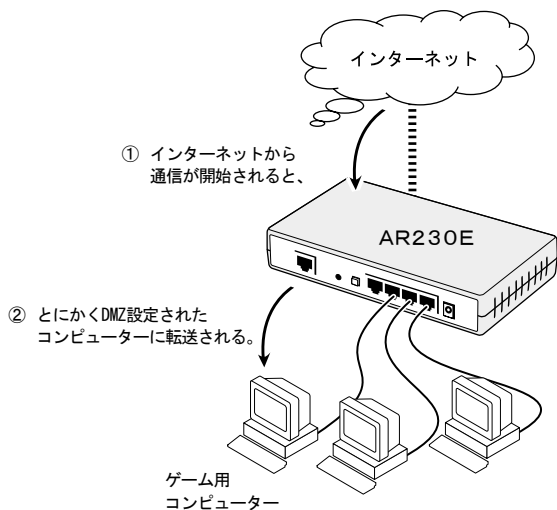 インターネット
① インターネットから
通信が開始されると、
AR230E
② とにかくDMZ設定された
コンピューターに転送される。
ゲーム用
コンピューター